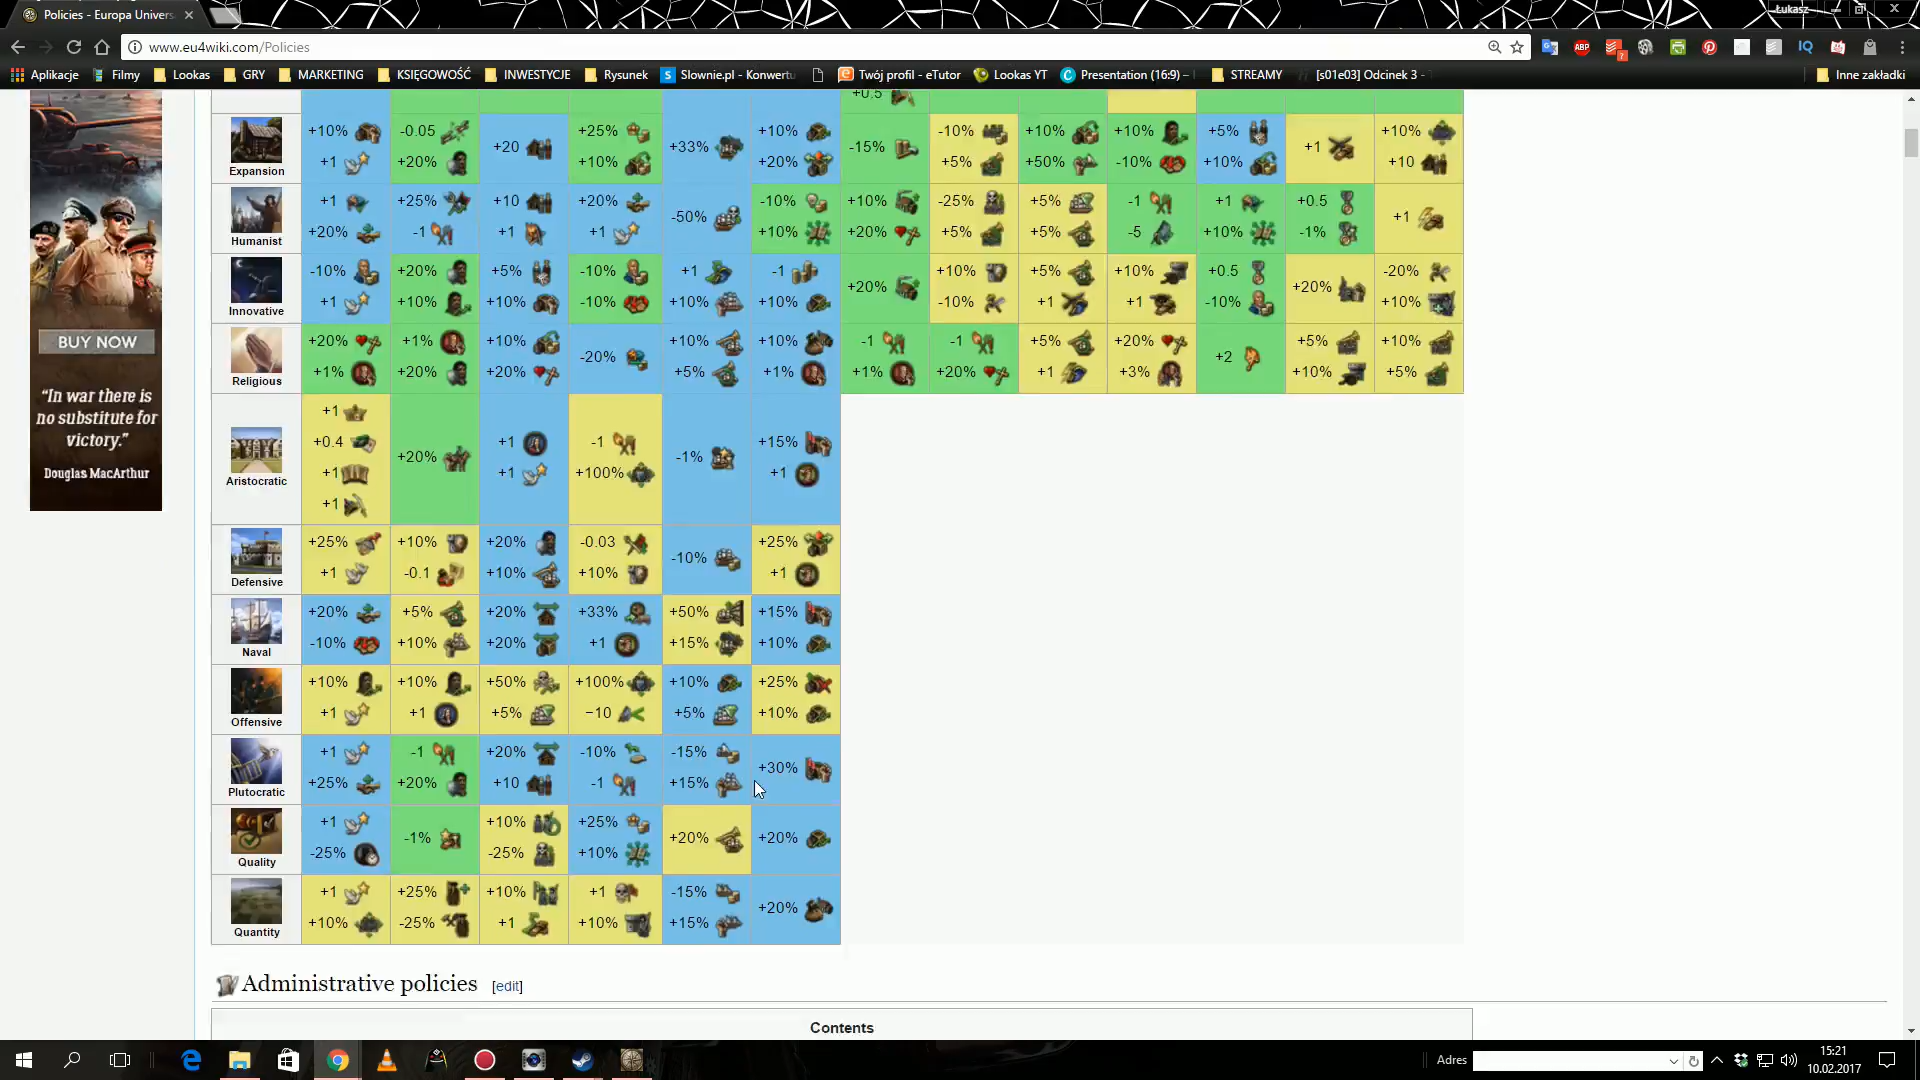 Policies - Europa Univers
Łukasz
www.eu4wiki.com/Policies
Aplikacje Filmy Lookas GRY MARKETING KSIĘGOWOŚĆ INWESTYCJE Rysunek Slownie.pl - Konwertu Twój profil - eTutor Lookas YT Presentation (16:9) – STREAMY [s01e03] Odcinek 3 - Inne zakładki
+0.5
+10% -0.05 +25% +10% -10% +10% +10% +5% +10%
Expansion +20 +33% -15% +1
+1 +20% +10% +20% +5% +50% -10% +10% +10
+1 +25% +10 +20% -10% +10% -25% +5% -1 +1 +0.5
Humanist -50% +1
+20% -1 +1 +1 +10% +20% +5% +5% -5 +10% -1%
-10% +20% +5% -10% +1 -1 +10% +5% +10% +0.5 -20%
Innovative +20% +20%
+1 +10% +10% -10% +10% +10% -10% +1 +1 -10% +10%
+20% +1% +10% +10% +10% -1 -1 +5% +20% +5% +10%
Religious -20% +2
+1% +20% +20% +5% +1% +1% +20% +1 +3% +10% +5%
+1
+0.4 +1 -1 +15%
Aristocratic +20% -1%
+1 +1 +100% +1
+1
+25% +10% +20% -0.03 +25%
Defensive -10%
+1 -0.1 +10% +10% +1
+20% +5% +20% +33% +50% +15%
Naval
-10% +10% +20% +1 +15% +10%
+10% +10% +50% +100% +10% +25%
Offensive
+1 +1 +5% −10 +5% +10%
+1 -1 +20% -10% -15%
Plutocratic +30%
+25% +20% +10 -1 +15%
+1 +10% +25%
Quality -1% +20% +20%
-25% -25% +10%
+1 +25% +10% +1 -15%
Quantity +20%
+10% -25% +1 +10% +15%
BUY NOW
“In war there is
no substitute for
victory.”
Douglas MacArthur
Administrative policies [edit]
Contents
Adres
15:21
10.02.2017